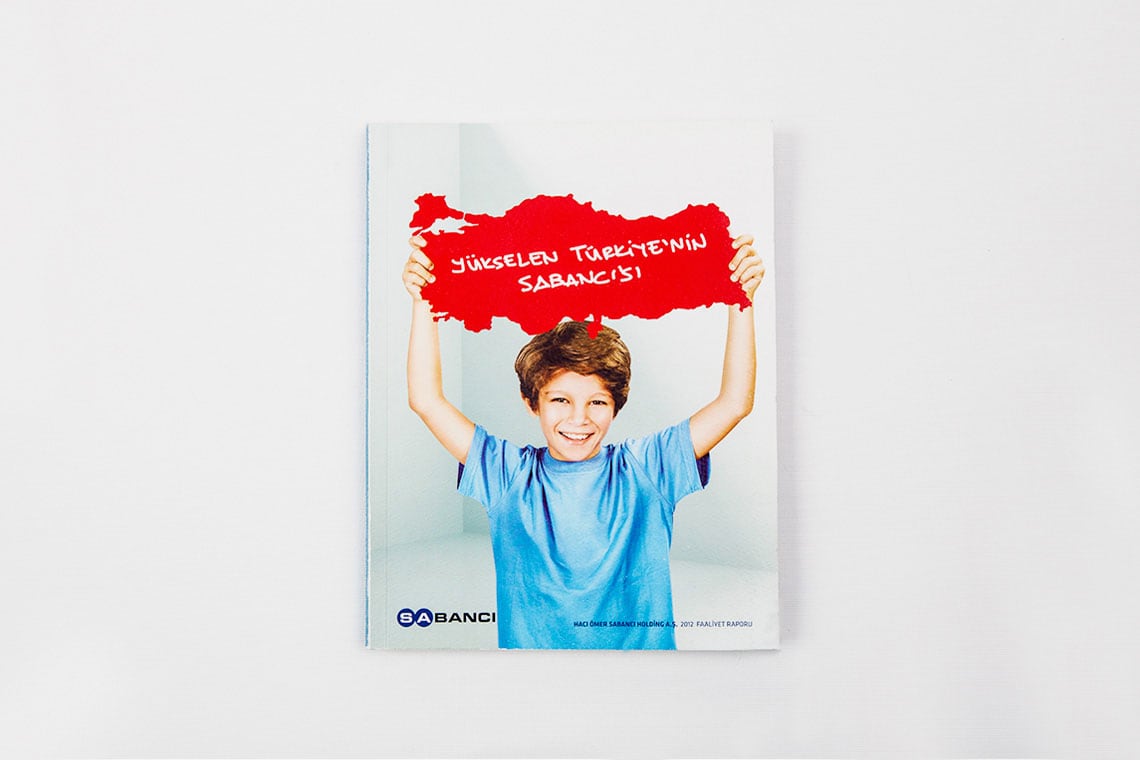 YÜKSELEN TÜRKİYE'NİN
SABANCI'SI
SABANCI
HACI ÖMER SABANCI HOLDİNG A.Ş. 2012 FAALİYET RAPORU